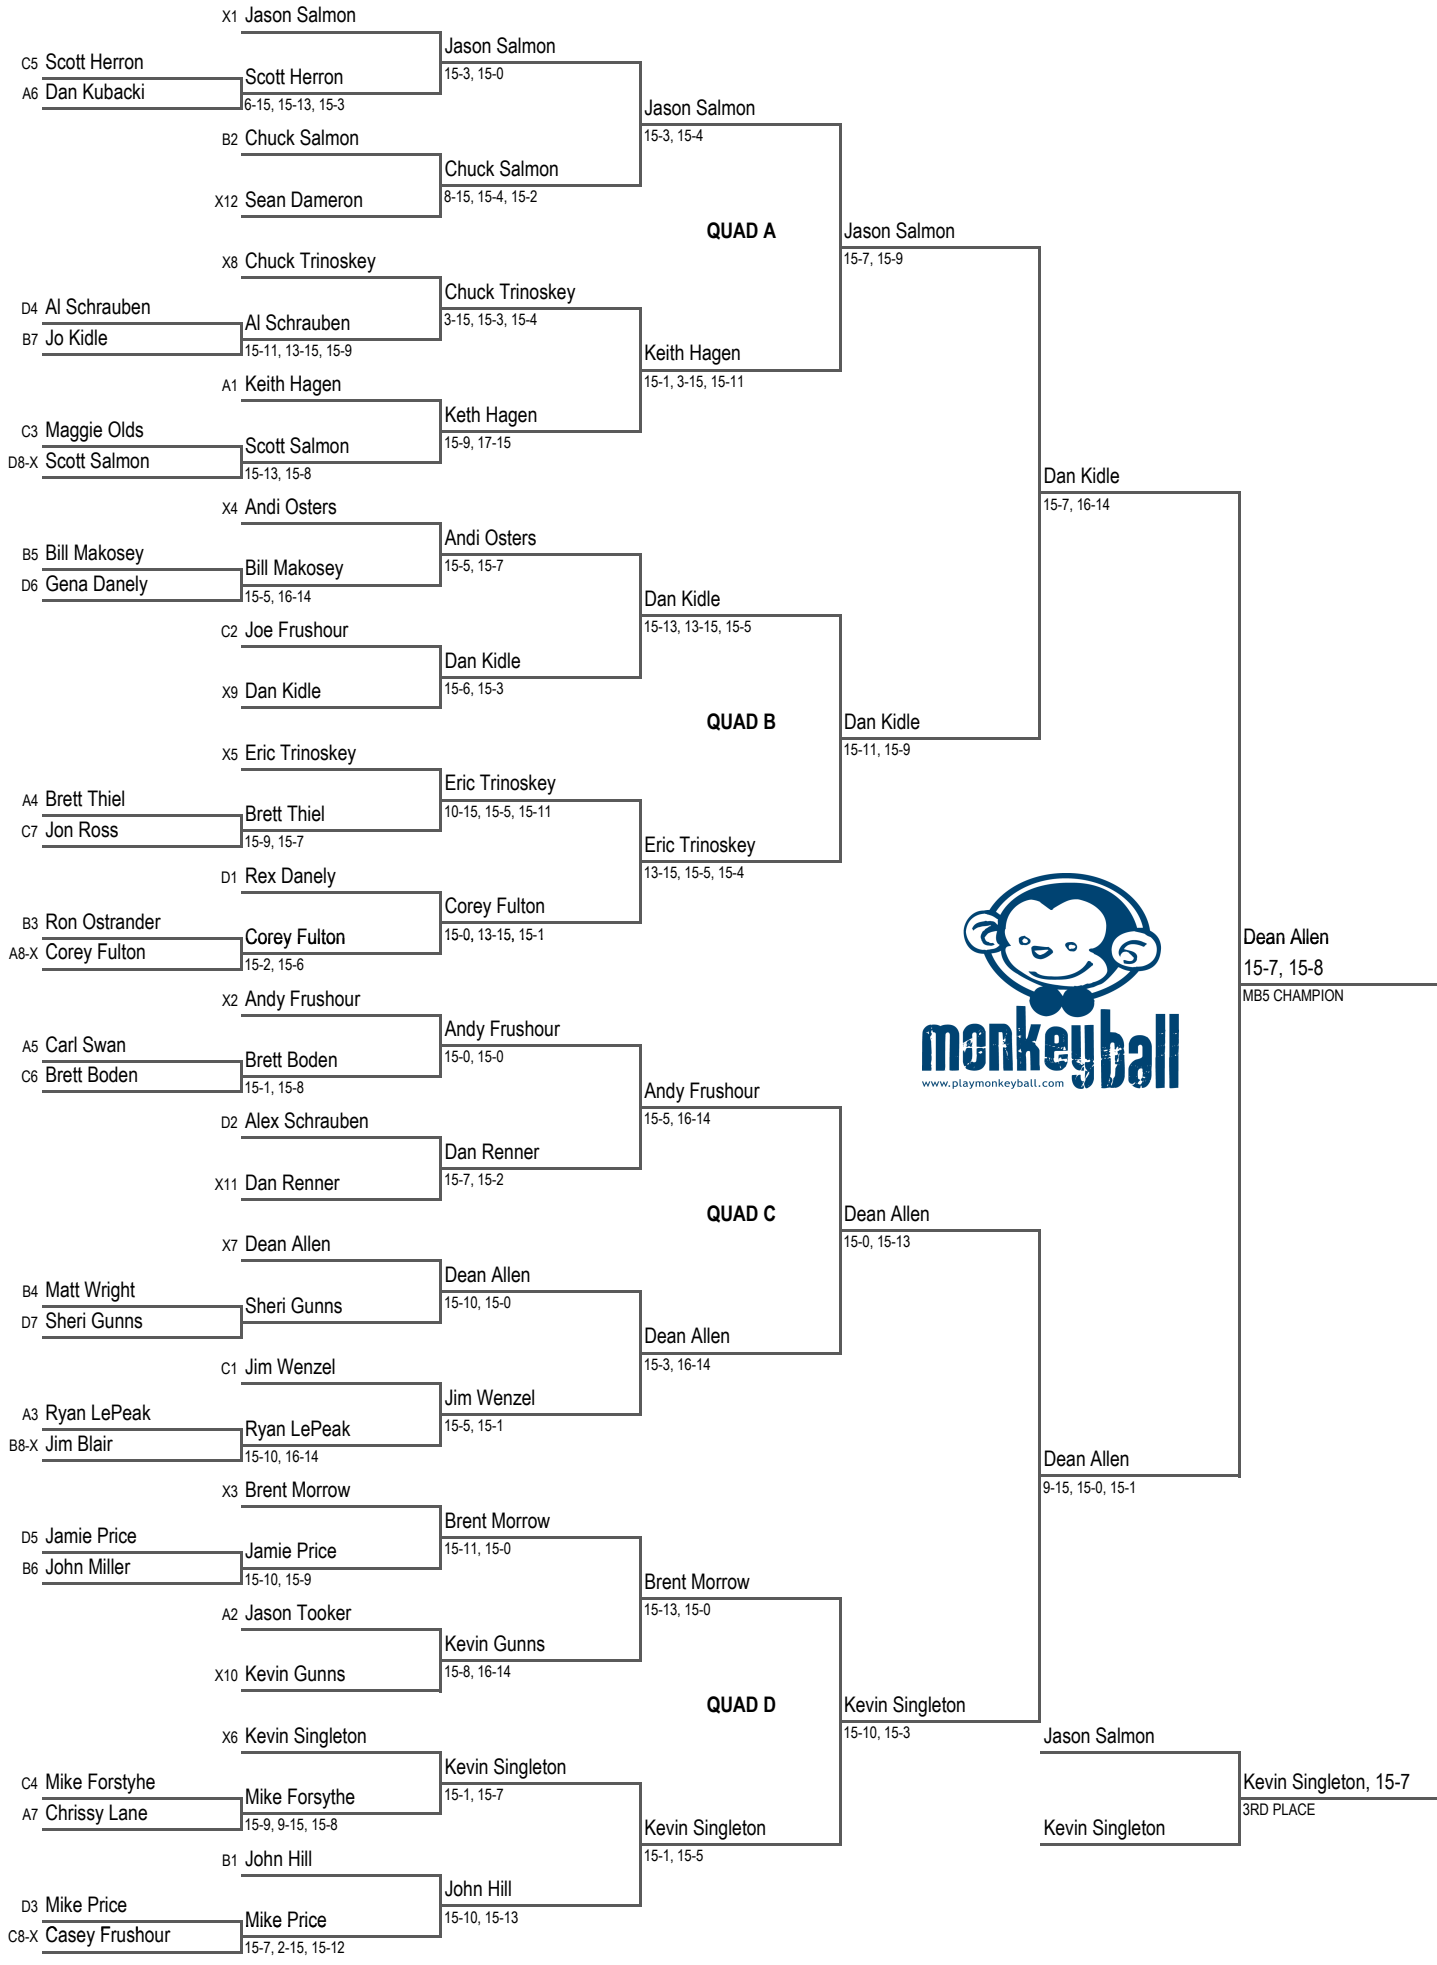 X1 Jason Salmon
Jason Salmon
C5 Scott Herron
15-3, 15-0
Scott Herron
A6 Dan Kubacki
6-15, 15-13, 15-3
Jason Salmon
15-3, 15-4
B2 Chuck Salmon
Chuck Salmon
8-15, 15-4, 15-2
X12 Sean Dameron
QUAD A
Jason Salmon
15-7, 15-9
X8 Chuck Trinoskey
Chuck Trinoskey
3-15, 15-3, 15-4
D4 Al Schrauben
Al Schrauben
B7 Jo Kidle
15-11, 13-15, 15-9
Keith Hagen
15-1, 3-15, 15-11
A1 Keith Hagen
Keth Hagen
15-9, 17-15
C3 Maggie Olds
Scott Salmon
D8-X Scott Salmon
15-13, 15-8
Dan Kidle
15-7, 16-14
X4 Andi Osters
Andi Osters
15-5, 15-7
B5 Bill Makosey
Bill Makosey
D6 Gena Danely
15-5, 16-14
Dan Kidle
15-13, 13-15, 15-5
C2 Joe Frushour
Dan Kidle
15-6, 15-3
X9 Dan Kidle
QUAD B
Dan Kidle
15-11, 15-9
X5 Eric Trinoskey
Eric Trinoskey
10-15, 15-5, 15-11
A4 Brett Thiel
Brett Thiel
C7 Jon Ross
15-9, 15-7
Eric Trinoskey
13-15, 15-5, 15-4
D1 Rex Danely
Corey Fulton
15-0, 13-15, 15-1
B3 Ron Ostrander
Corey Fulton
A8-X Corey Fulton
15-2, 15-6
Dean Allen
15-7, 15-8
MB5 CHAMPION
monkeyball
www.playmonkeyball.com
X2 Andy Frushour
Andy Frushour
15-0, 15-0
A5 Carl Swan
Brett Boden
C6 Brett Boden
15-1, 15-8
Andy Frushour
15-5, 16-14
D2 Alex Schrauben
Dan Renner
15-7, 15-2
X11 Dan Renner
QUAD C
Dean Allen
15-0, 15-13
X7 Dean Allen
Dean Allen
15-10, 15-0
B4 Matt Wright
Sheri Gunns
D7 Sheri Gunns
Dean Allen
15-3, 16-14
C1 Jim Wenzel
Jim Wenzel
15-5, 15-1
A3 Ryan LePeak
Ryan LePeak
B8-X Jim Blair
15-10, 16-14
Dean Allen
9-15, 15-0, 15-1
X3 Brent Morrow
Brent Morrow
15-11, 15-0
D5 Jamie Price
Jamie Price
B6 John Miller
15-10, 15-9
Brent Morrow
15-13, 15-0
A2 Jason Tooker
Kevin Gunns
15-8, 16-14
X10 Kevin Gunns
QUAD D
Kevin Singleton
15-10, 15-3
X6 Kevin Singleton
Kevin Singleton
15-1, 15-7
C4 Mike Forstyhe
Mike Forsythe
A7 Chrissy Lane
15-9, 9-15, 15-8
Kevin Singleton
15-1, 15-5
B1 John Hill
John Hill
15-10, 15-13
D3 Mike Price
Mike Price
C8-X Casey Frushour
15-7, 2-15, 15-12
Jason Salmon
Kevin Singleton, 15-7
3RD PLACE
Kevin Singleton